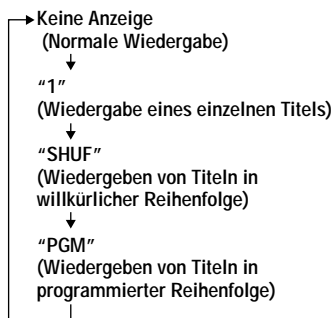 Keine Anzeige
(Normale Wiedergabe)
“1”
(Wiedergabe eines einzelnen Titels)
“SHUF”
(Wiedergeben von Titeln in
willkürlicher Reihenfolge)
“PGM”
(Wiedergeben von Titeln in
programmierter Reihenfolge)